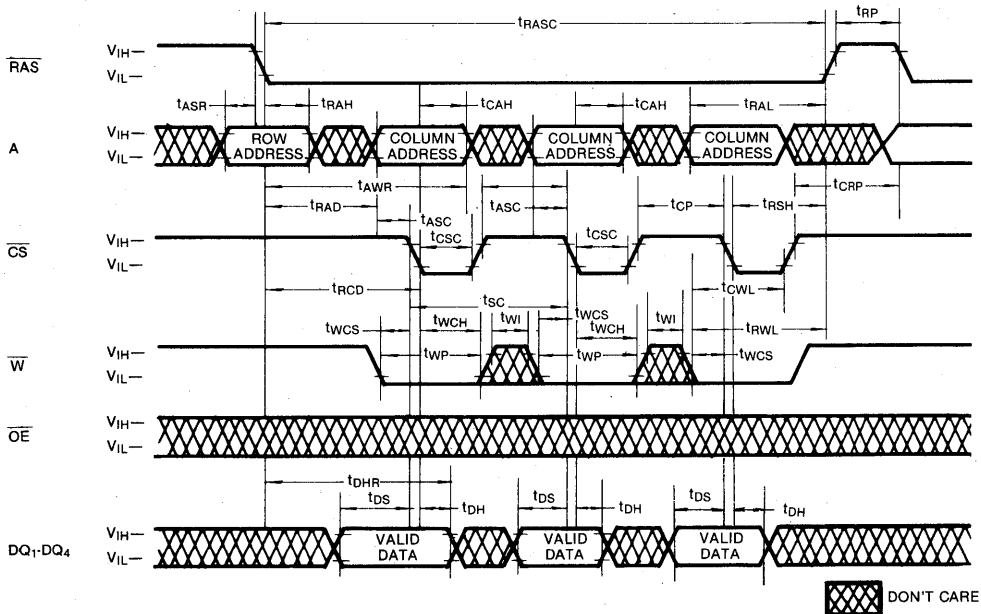 tRASC tRP
RAS VIH
VIL
tASR tRAH tCAH tCAH tRAL
A VIH
VIL
ROW ADDRESS
COLUMN ADDRESS
COLUMN ADDRESS
COLUMN ADDRESS
tAWR tCRP
tRAD tASC tASC tCP tRSH
CS VIH
VIL
tCSC tCSC
tRCD tSC tCWL
tWCS tWCH tWI tWCS tWCH tWI tRWL
W VIH
VIL
tWP tWP tWCS
OE VIH
VIL
tDHR
tDS tDH tDS tDH tDS tDH
DQ1-DQ4 VIH
VIL
VALID DATA
VALID DATA
VALID DATA
DON'T CARE